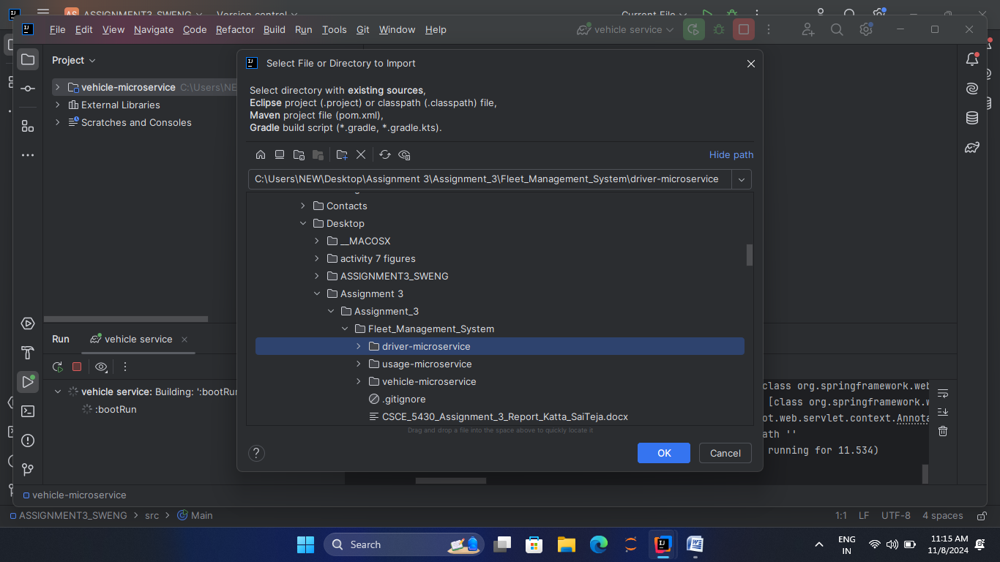 AS ASSIGNMENT3_SWENG Version control Current File
File Edit View Navigate Code Refactor Build Run Tools Git Window Help vehicle service
Project
vehicle-microservice C:\Users\NE
External Libraries
Scratches and Consoles
Select File or Directory to Import
Select directory with existing sources,
Eclipse project (.project) or classpath (.classpath) file,
Maven project file (pom.xml),
Gradle build script (*.gradle, *.gradle.kts).
Hide path
C:\Users\NEW\Desktop\Assignment 3\Assignment_3\Fleet_Management_System\driver-microservice
Contacts
Desktop
__MACOSX
activity 7 figures
ASSIGNMENT3_SWENG
Assignment 3
Assignment_3
Fleet_Management_System
driver-microservice
usage-microservice
vehicle-microservice
.gitignore
CSCE_5430_Assignment_3_Report_Katta_SaiTeja.docx
Drag and drop a file into the space above to quickly locate it
? OK Cancel
Run vehicle service
vehicle service: Building: ':bootRun
:bootRun
class org.springframework.web
[class org.springframework.w
ot.web.servlet.context.Annota
ath ''
running for 11.534)
vehicle-microservice
ASSIGNMENT3_SWENG src Main 1:1 LF UTF-8 4 spaces
Search
ENG
IN
11:15 AM
11/8/2024